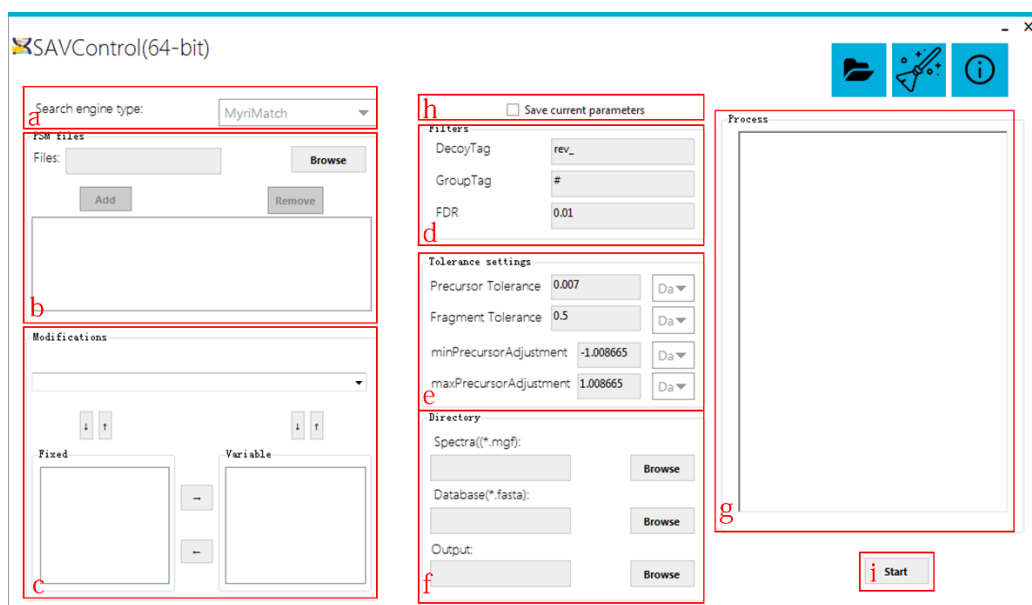 SAVControl(64-bit)
a
Search engine type:
MyriMatch
b
PSM files
Files:
Browse
Add
Remove
c
Modifications
↓ ↑
↓ ↑
Fixed
Variable
→
←
h
Save current parameters
d
Filters
DecoyTag rev_
GroupTag #
FDR 0.01
e
Tolerance settings
Precursor Tolerance 0.007 Da
Fragment Tolerance 0.5 Da
minPrecursorAdjustment -1.008665 Da
maxPrecursorAdjustment 1.008665 Da
f
Directory
Spectra((*.mgf):
Browse
Database(*.fasta):
Browse
Output:
Browse
g
Process
i
Start